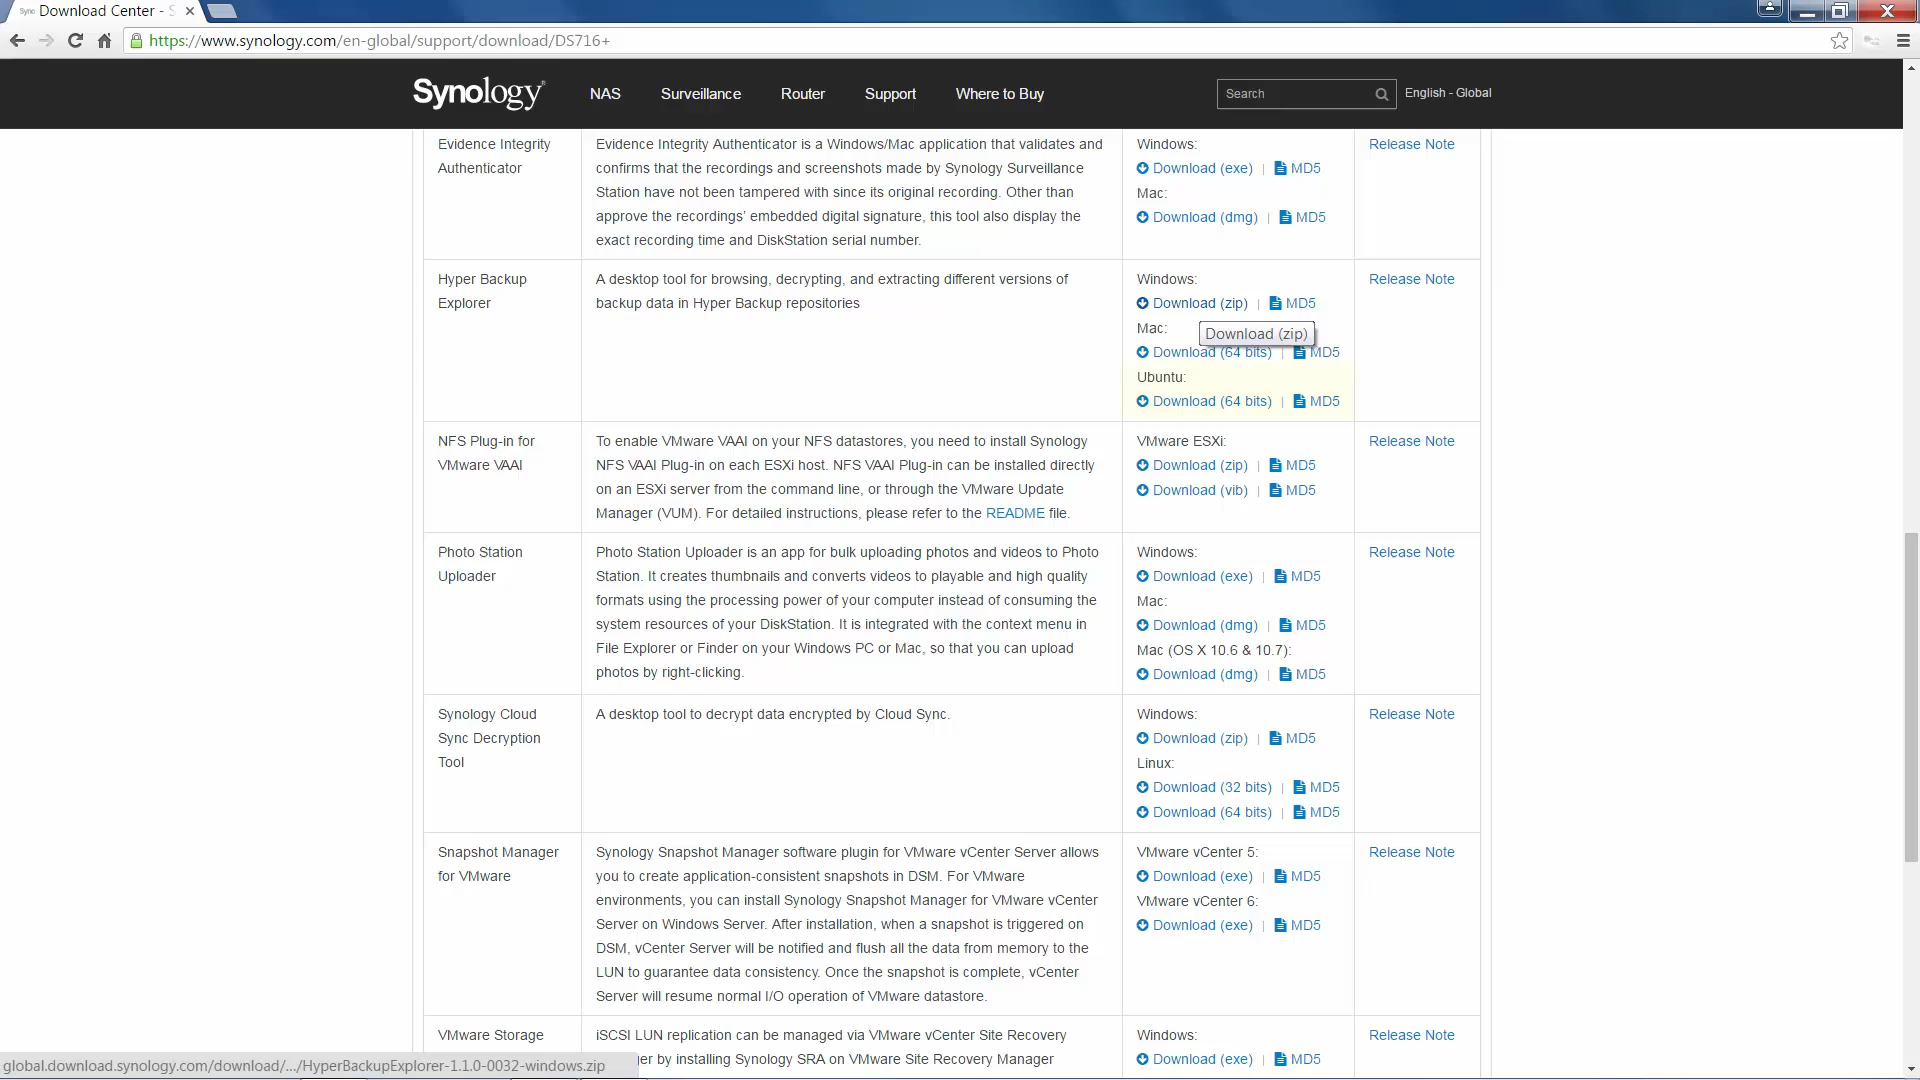 Download Center - S
https://www.synology.com/en-global/support/download/DS716+
Synology
NAS
Surveillance
Router
Support
Where to Buy
Search
English - Global
Evidence Integrity
Authenticator
Evidence Integrity Authenticator is a Windows/Mac application that validates and
confirms that the recordings and screenshots made by Synology Surveillance
Station have not been tampered with since its original recording. Other than
approve the recordings’ embedded digital signature, this tool also display the
exact recording time and DiskStation serial number.
Windows:
Download (exe) | MD5
Mac:
Download (dmg) | MD5
Release Note
Hyper Backup
Explorer
A desktop tool for browsing, decrypting, and extracting different versions of
backup data in Hyper Backup repositories
Windows:
Download (zip) | MD5
Mac:
Download (zip)
Download (64 bits) | MD5
Ubuntu:
Download (64 bits) | MD5
Release Note
NFS Plug-in for
VMware VAAI
To enable VMware VAAI on your NFS datastores, you need to install Synology
NFS VAAI Plug-in on each ESXi host. NFS VAAI Plug-in can be installed directly
on an ESXi server from the command line, or through the VMware Update
Manager (VUM). For detailed instructions, please refer to the README file.
VMware ESXi:
Download (zip) | MD5
Download (vib) | MD5
Release Note
Photo Station
Uploader
Photo Station Uploader is an app for bulk uploading photos and videos to Photo
Station. It creates thumbnails and converts videos to playable and high quality
formats using the processing power of your computer instead of consuming the
system resources of your DiskStation. It is integrated with the context menu in
File Explorer or Finder on your Windows PC or Mac, so that you can upload
photos by right-clicking.
Windows:
Download (exe) | MD5
Mac:
Download (dmg) | MD5
Mac (OS X 10.6 & 10.7):
Download (dmg) | MD5
Release Note
Synology Cloud
Sync Decryption
Tool
A desktop tool to decrypt data encrypted by Cloud Sync.
Windows:
Download (zip) | MD5
Linux:
Download (32 bits) | MD5
Download (64 bits) | MD5
Release Note
Snapshot Manager
for VMware
Synology Snapshot Manager software plugin for VMware vCenter Server allows
you to create application-consistent snapshots in DSM. For VMware
environments, you can install Synology Snapshot Manager for VMware vCenter
Server on Windows Server. After installation, when a snapshot is triggered on
DSM, vCenter Server will be notified and flush all the data from memory to the
LUN to guarantee data consistency. Once the snapshot is complete, vCenter
Server will resume normal I/O operation of VMware datastore.
VMware vCenter 5:
Download (exe) | MD5
VMware vCenter 6:
Download (exe) | MD5
Release Note
VMware Storage
iSCSI LUN replication can be managed via VMware vCenter Site Recovery
er by installing Synology SRA on VMware Site Recovery Manager
Windows:
Download (exe) | MD5
Release Note
global.download.synology.com/download/.../HyperBackupExplorer-1.1.0-0032-windows.zip